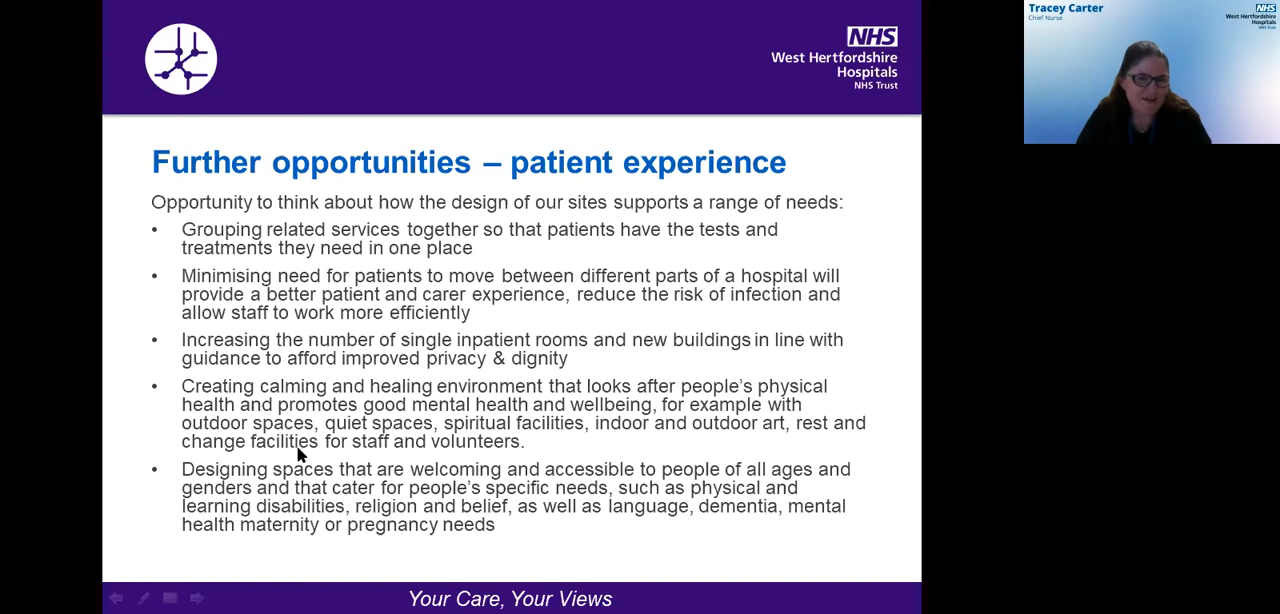 NHS
West Hertfordshire
Hospitals
NHS Trust
Tracey Carter
Chief Nurse
NHS
West Hertfordshire
Hospitals
NHS Trust
Further opportunities – patient experience
Opportunity to think about how the design of our sites supports a range of needs:
• Grouping related services together so that patients have the tests and
treatments they need in one place
• Minimising need for patients to move between different parts of a hospital will
provide a better patient and carer experience, reduce the risk of infection and
allow staff to work more efficiently
• Increasing the number of single inpatient rooms and new buildings in line with
guidance to afford improved privacy & dignity
• Creating calming and healing environment that looks after people's physical
health and promotes good mental health and wellbeing, for example with
outdoor spaces, quiet spaces, spiritual facilities, indoor and outdoor art, rest and
change facilities for staff and volunteers.
• Designing spaces that are welcoming and accessible to people of all ages and
genders and that cater for people's specific needs, such as physical and
learning disabilities, religion and belief, as well as language, dementia, mental
health maternity or pregnancy needs
Your Care, Your Views